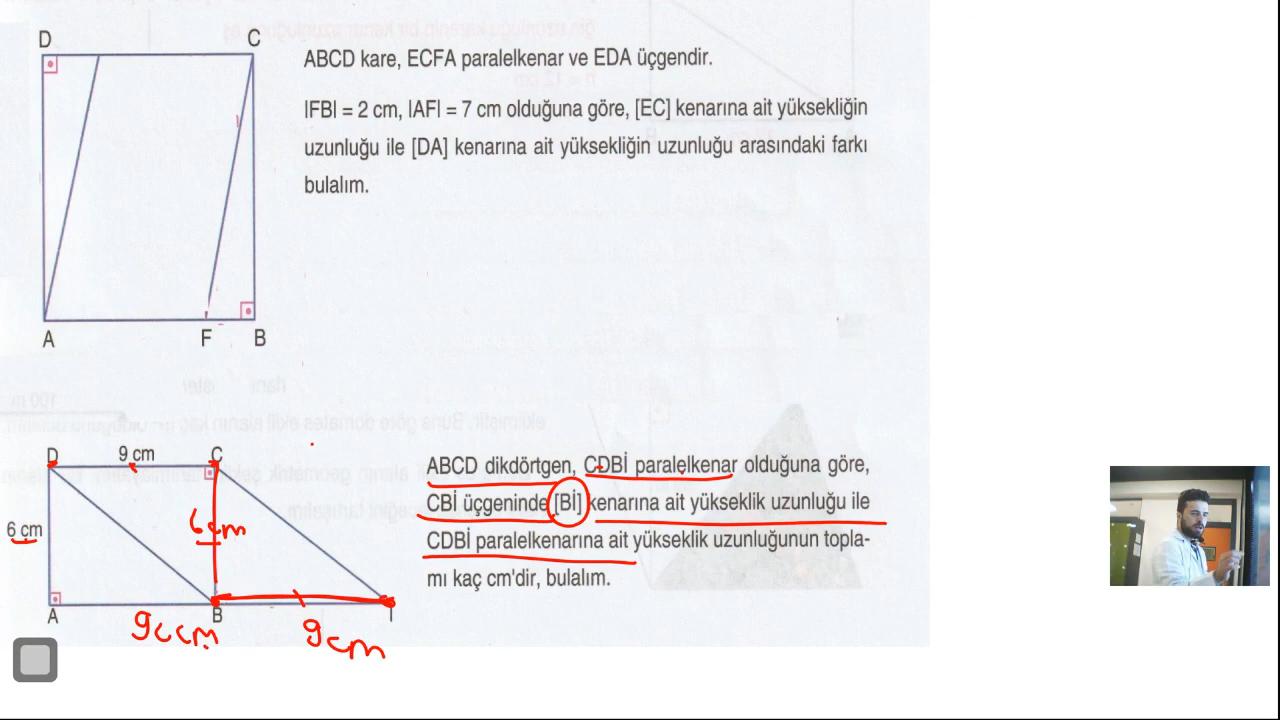 D C
ABCD kare, ECFA paralelkenar ve EDA üçgendir.
|FB| = 2 cm, |AF| = 7 cm olduğuna göre, [EC] kenarına ait yüksekliğin
uzunluğu ile [DA] kenarına ait yüksekliğin uzunluğu arasındaki farkı
bulalım.
A F B
D 9 cm C
6 cm
6cm
A B İ
9ccm 9cm
ABCD dikdörtgen, CDBİ paralelkenar olduğuna göre,
CBİ üçgeninde [Bİ] kenarına ait yükseklik uzunluğu ile
CDBİ paralelkenarına ait yükseklik uzunluğunun topla-
mı kaç cm'dir, bulalım.